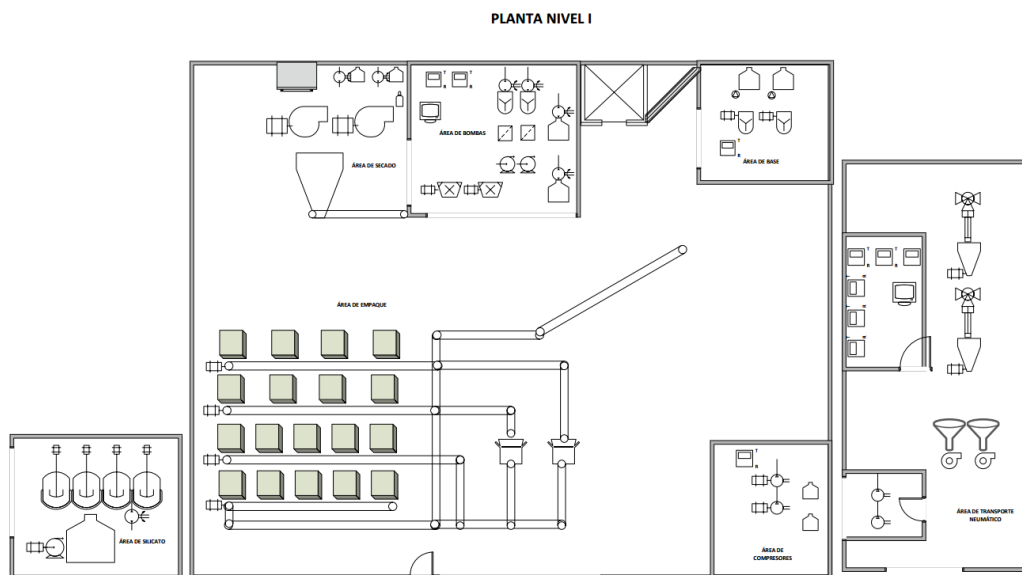 PLANTA NIVEL I
T
R
T
R
ÁREA DE BOMBAS
ÁREA DE SECADO
T
R
ÁREA DE BASE
T
R
T
R
ÁREA DE EMPAQUE
T
R
ÁREA DE SILICATO
ÁREA DE
COMPRESORES
ÁREA DE TRANSPORTE
NEUMÁTICO